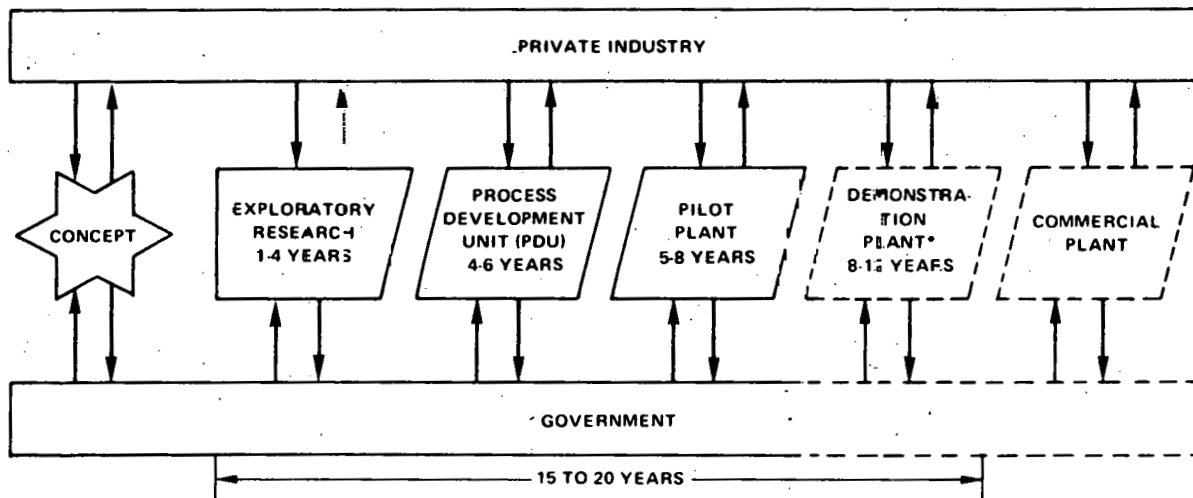 PRIVATE INDUSTRY
CONCEPT
EXPLORATORY
RESEARCH
1-4 YEARS
PROCESS
DEVELOPMENT
UNIT (PDU)
4-6 YEARS
PILOT
PLANT
5-8 YEARS
DEMONSTRA-
TION
PLANT*
YEARS
COMMERCIAL
PLANT
GOVERNMENT
15 TO 20 YEARS